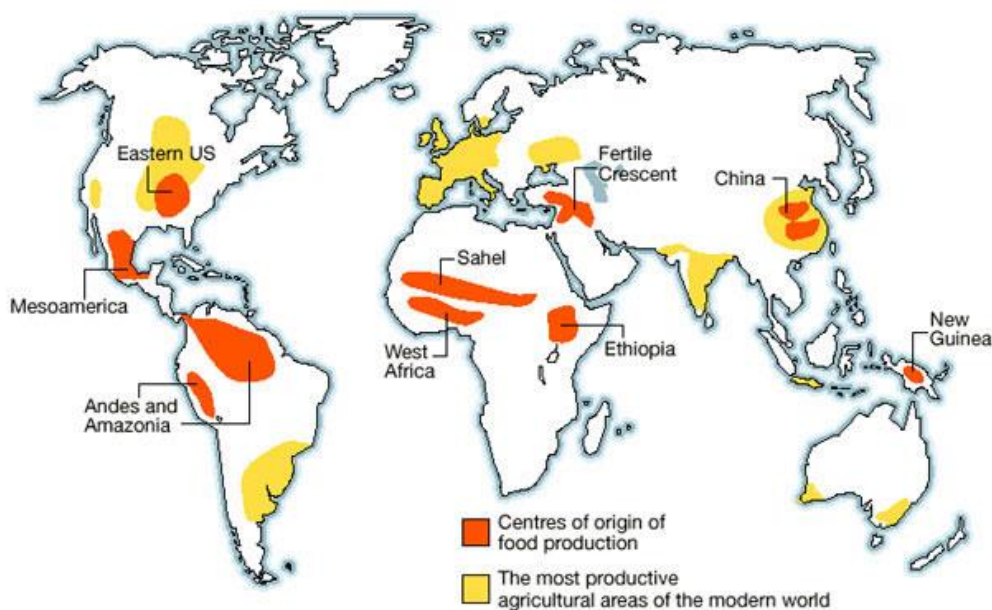 Eastern US
Fertile
Crescent
China
Sahel
Mesoamerica
New
Guinea
West
Africa
Ethiopia
Andes and
Amazonia
Centres of origin of
food production
The most productive
agricultural areas of the modern world